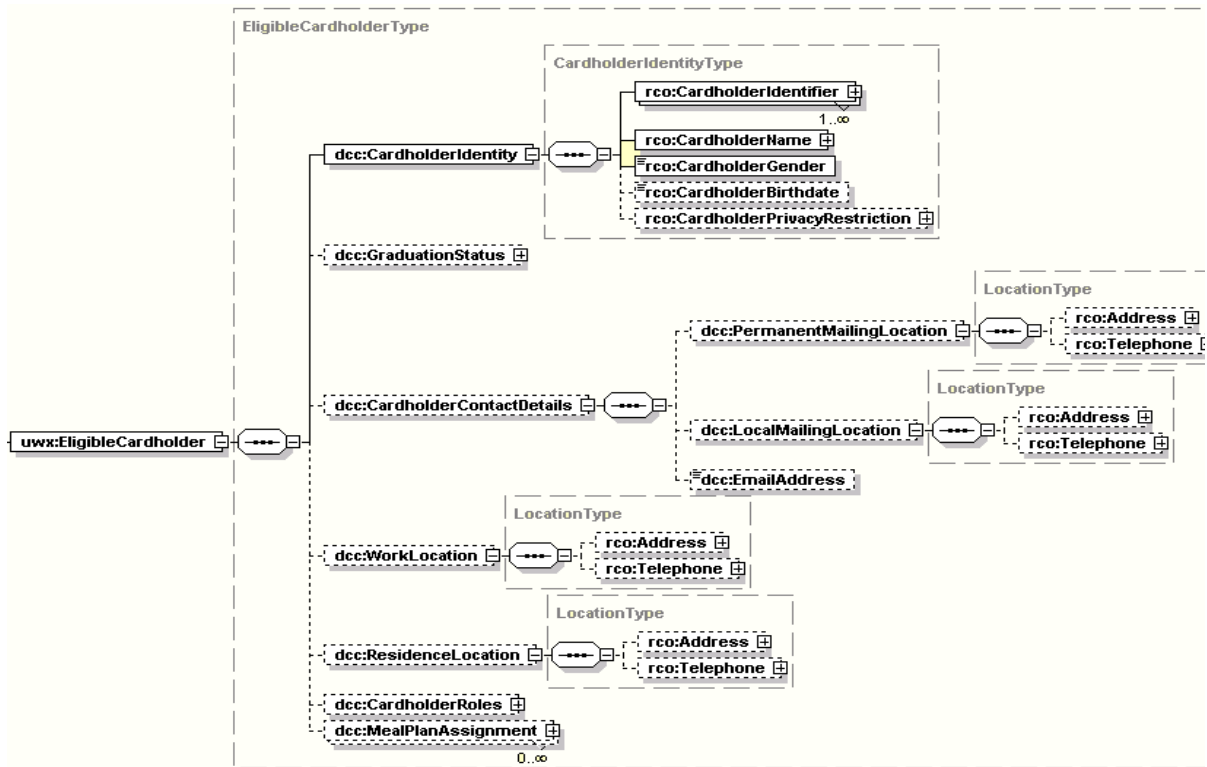 EligibleCardholderType
CardholderIdentityType
rco:CardholderIdentifier
1..∞
rco:CardholderName
dcc:CardholderIdentity
rco:CardholderGender
rco:CardholderBirthdate
rco:CardholderPrivacyRestriction
dcc:GraduationStatus
LocationType
rco:Address
dcc:PermanentMailingLocation
rco:Telephone
LocationType
dcc:CardholderContactDetails
rco:Address
dcc:LocalMailingLocation
rco:Telephone
uwx:EligibleCardholder
dcc:EmailAddress
LocationType
rco:Address
dcc:WorkLocation
rco:Telephone
LocationType
rco:Address
dcc:ResidenceLocation
rco:Telephone
dcc:CardholderRoles
dcc:MealPlanAssignment
0..∞